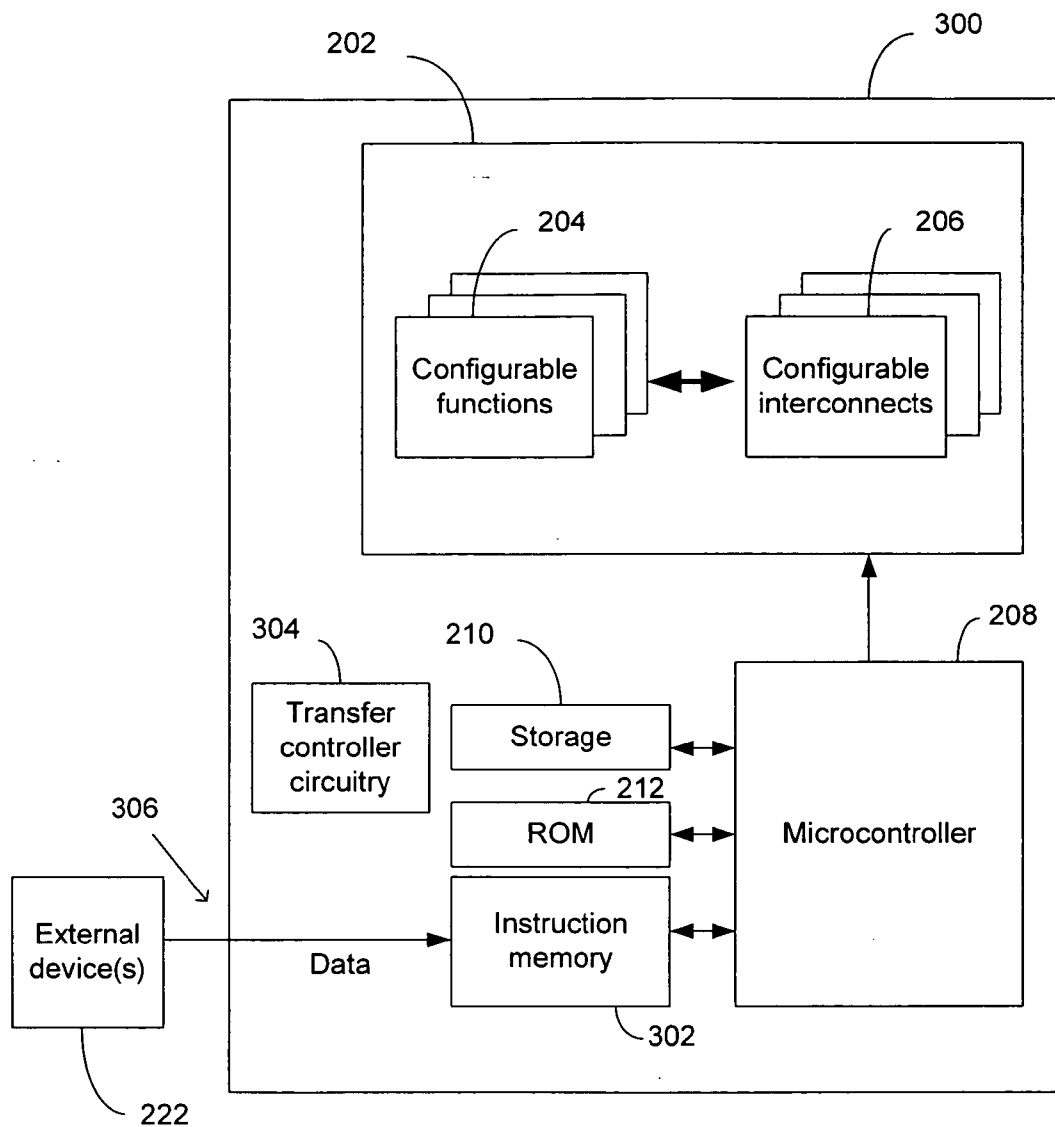 300
202
204
206
Configurable
functions
Configurable
interconnects
304
210
208
Transfer
controller
circuitry
Storage
212
ROM
Microcontroller
306
External
device(s)
Data
Instruction
memory
302
222